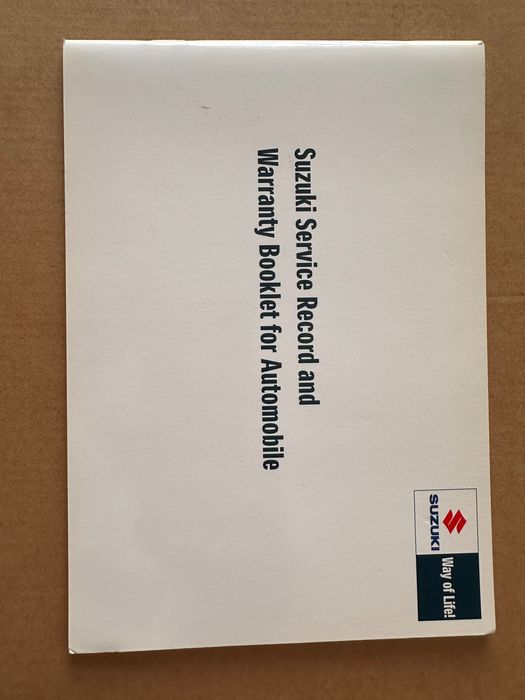 SUZUKI
Way of Life!
Suzuki Service Record and
Warranty Booklet for Automobile